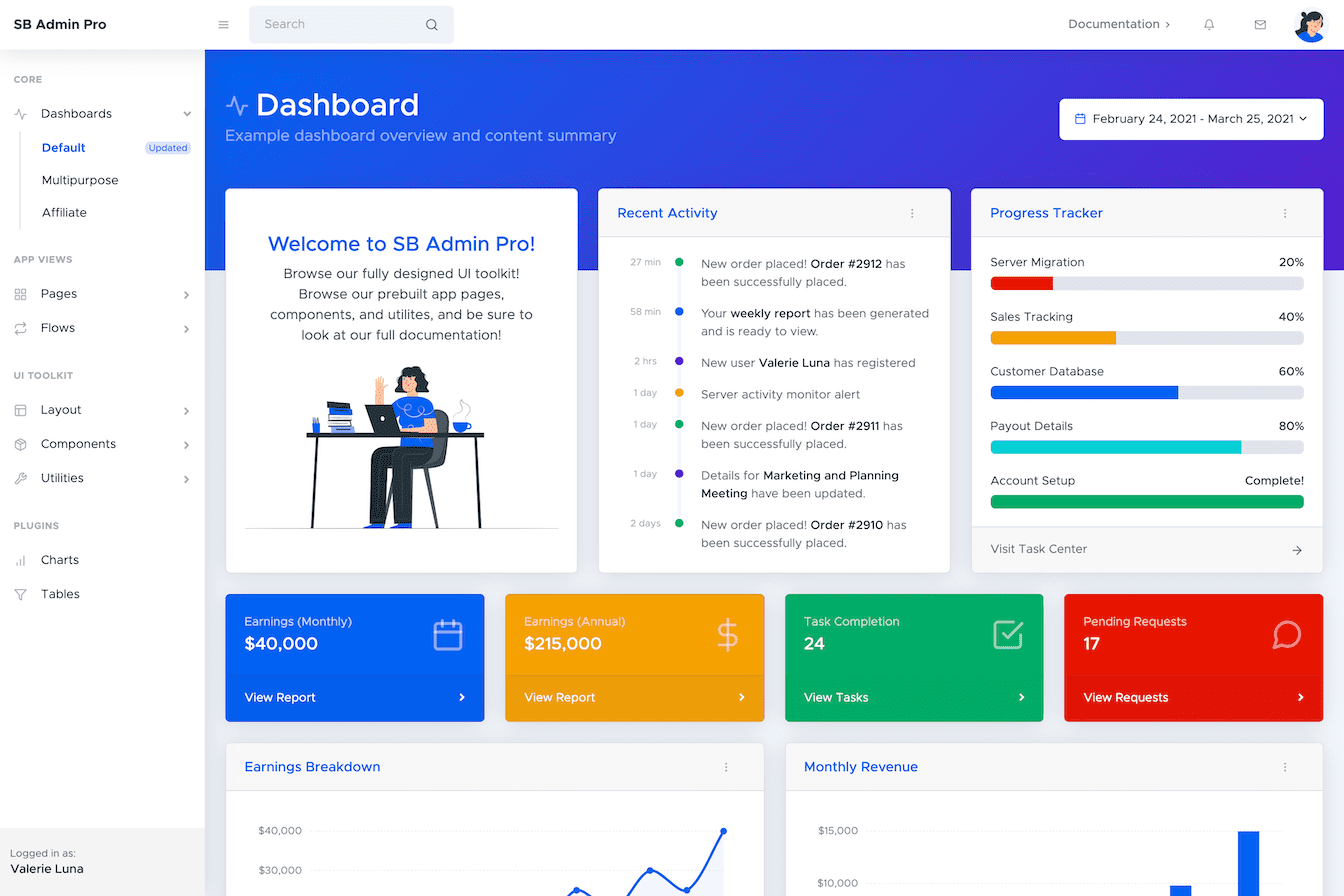 SB Admin Pro
Search
Documentation
CORE
Dashboards
Default
Updated
Multipurpose
Affiliate
APP VIEWS
Pages
Flows
UI TOOLKIT
Layout
Components
Utilities
PLUGINS
Charts
Tables
Logged in as:
Valerie Luna
Dashboard
Example dashboard overview and content summary
February 24, 2021 - March 25, 2021
Welcome to SB Admin Pro!
Browse our fully designed UI toolkit!
Browse our prebuilt app pages,
components, and utilites, and be sure to
look at our full documentation!
Recent Activity
27 min
New order placed! Order #2912 has
been successfully placed.
58 min
Your weekly report has been generated
and is ready to view.
2 hrs
New user Valerie Luna has registered
1 day
Server activity monitor alert
1 day
New order placed! Order #2911 has
been successfully placed.
1 day
Details for Marketing and Planning
Meeting have been updated.
2 days
New order placed! Order #2910 has
been successfully placed.
Progress Tracker
Server Migration
20%
Sales Tracking
40%
Customer Database
60%
Payout Details
80%
Account Setup
Complete!
Visit Task Center
Earnings (Monthly)
$40,000
View Report
Earnings (Annual)
$215,000
View Report
Task Completion
24
View Tasks
Pending Requests
17
View Requests
Earnings Breakdown
$40,000
$30,000
Monthly Revenue
$15,000
$10,000